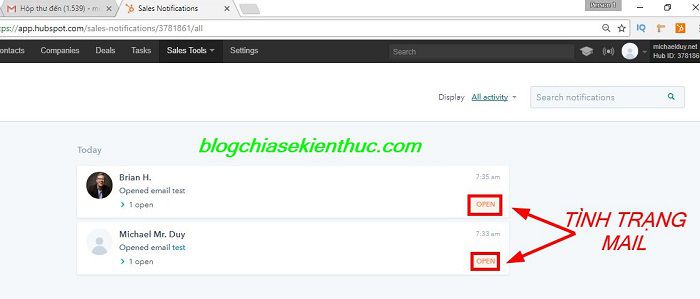 Hộp thư đến (1.539) - m
Sales Notifications
Person 1
ps://app.hubspot.com/sales-notifications/3781861/all
ontacts Companies Deals Tasks Sales Tools Settings
Search
michaelduy.net
Hub ID: 378186
Display All activity
Search notifications
blogchiasekienthuc.com
Today
Brian H.
7:35 am
Opened email test
1 open
OPEN
Michael Mr. Duy
7:33 am
Opened email test
1 open
OPEN
TÌNH TRẠNG
MAIL